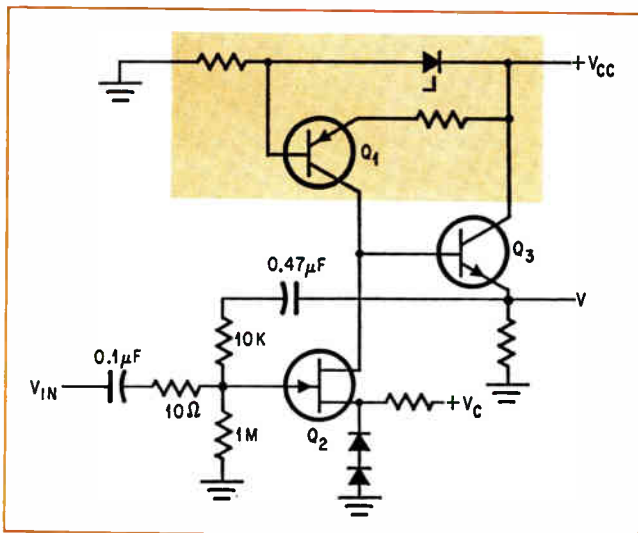 +VCC
Q1
Q3
0.47µF
V
10K
0.1µF
VIN
10Ω
+VC
Q2
1M